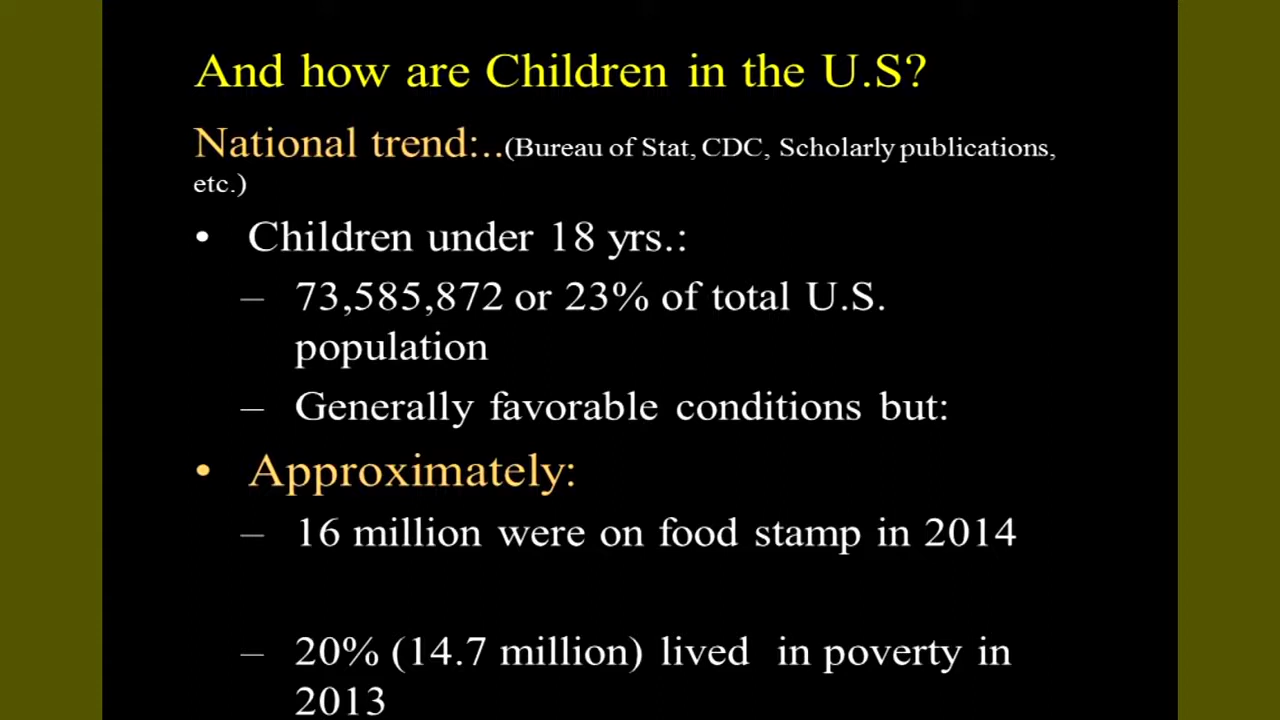 And how are Children in the U.S?
National trend:..(Bureau of Stat, CDC, Scholarly publications,
etc.)
• Children under 18 yrs.:
– 73,585,872 or 23% of total U.S.
population
– Generally favorable conditions but:
• Approximately:
– 16 million were on food stamp in 2014
– 20% (14.7 million) lived in poverty in
2013